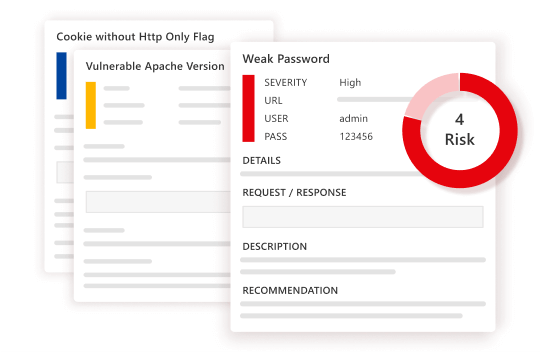 Cookie without Http Only Flag
Vulnerable Apache Version
Weak Password
SEVERITY High
URL
USER admin
PASS 123456
4
Risk
DETAILS
REQUEST / RESPONSE
DESCRIPTION
RECOMMENDATION